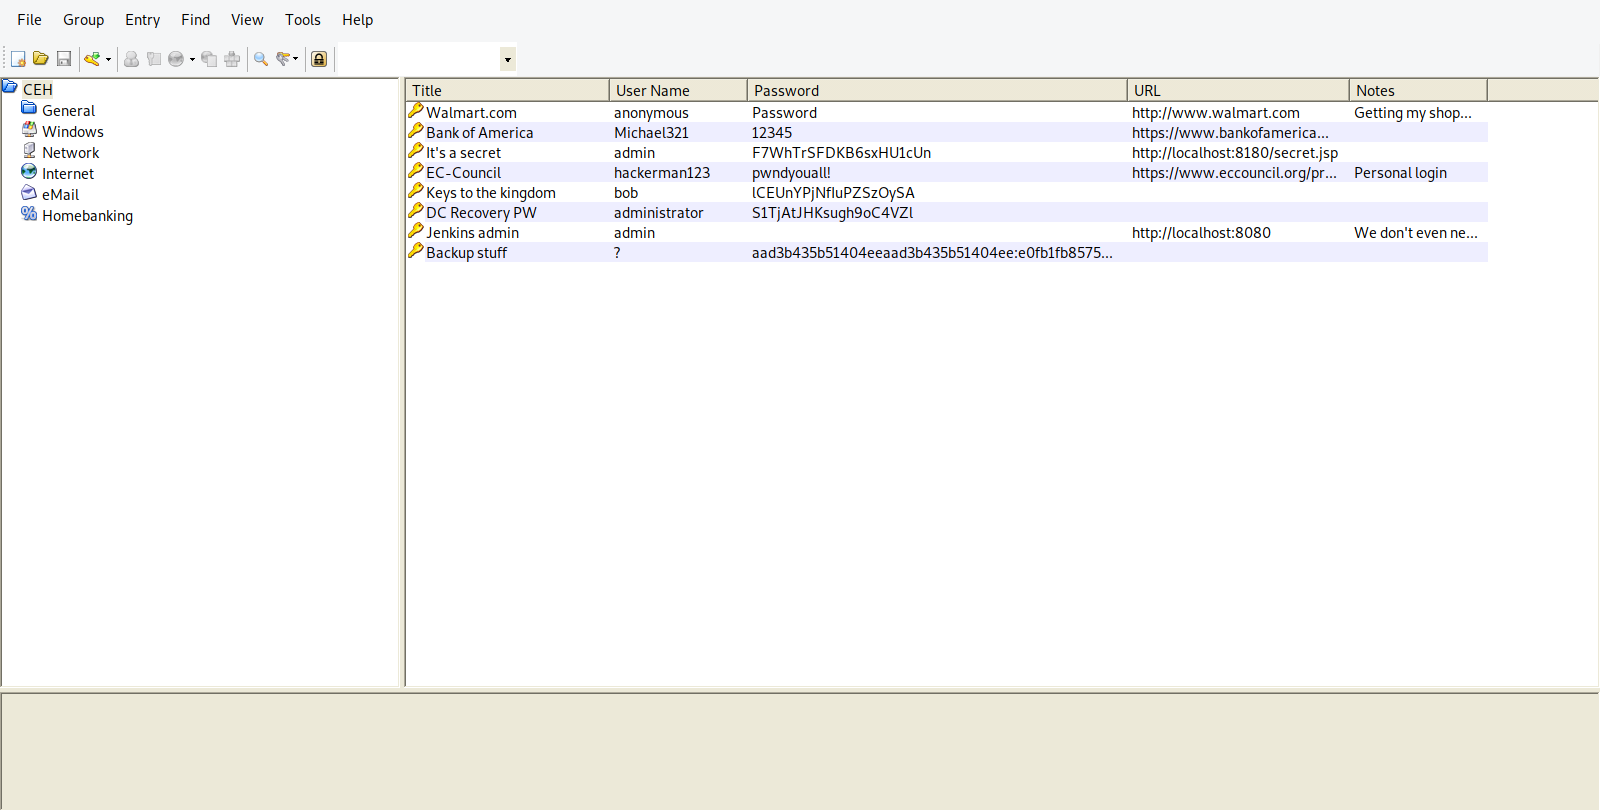 File Group Entry Find View Tools Help
CEH
General
Windows
Network
Internet
eMail
Homebanking
Title User Name Password URL Notes
Walmart.com anonymous Password http://www.walmart.com Getting my shop...
Bank of America Michael321 12345 https://www.bankofamerica...
It's a secret admin F7WhTrSFDKB6sxHU1cUn http://localhost:8180/secret.jsp
EC-Council hackerman123 pwndyouall! https://www.eccouncil.org/pr... Personal login
Keys to the kingdom bob lCEUnYPjNfIuPZSzOySA
DC Recovery PW administrator S1TjAtJHKsugh9oC4VZl
Jenkins admin admin http://localhost:8080 We don't even ne...
Backup stuff ? aad3b435b51404eeaad3b435b51404ee:e0fb1fb8575...